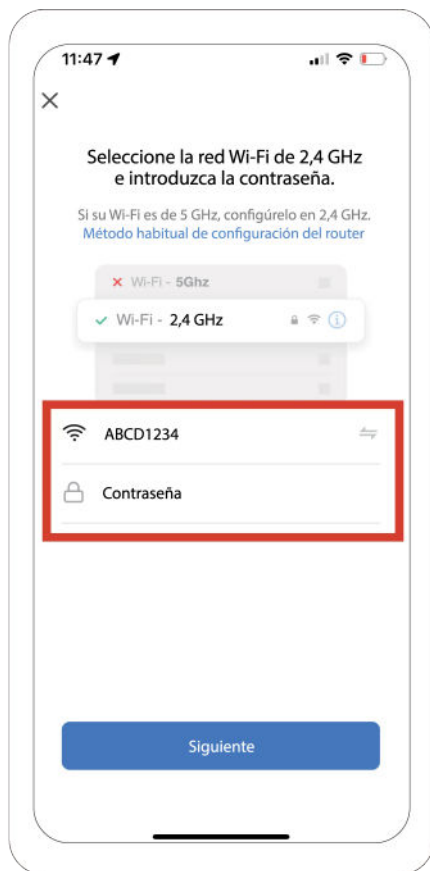 11:47
Seleccione la red Wi-Fi de 2,4 GHz
e introduzca la contraseña.
Si su Wi-Fi es de 5 GHz, configúrelo en 2,4 GHz.
Método habitual de configuración del router
Wi-Fi - 5Ghz
Wi-Fi - 2,4 GHz
ABCD1234
Contraseña
Siguiente